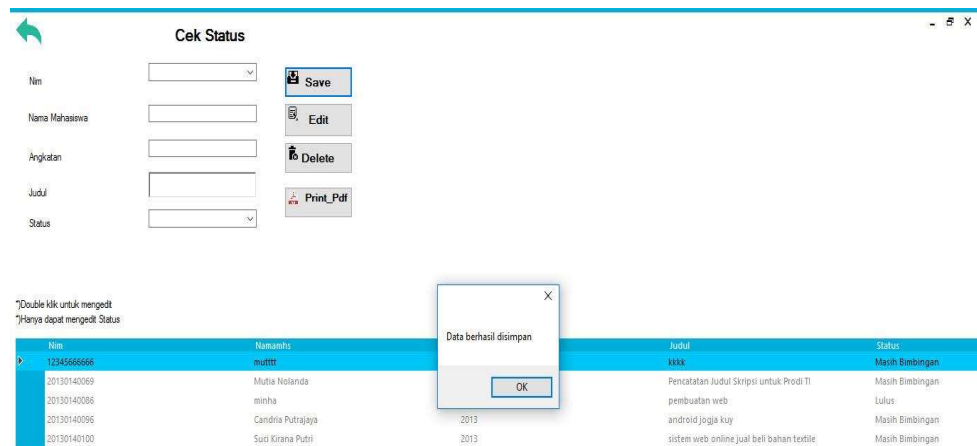 Cek Status
Nim
Save
Nama Mahasiswa
Edit
Angkatan
Delete
Judul
Print_Pdf
Status
*)Double klik untuk mengedit
*)Hanya dapat mengedit Status
Data berhasil disimpan
OK
Nim Namamhs Judul Status
12345666666 mutttt kkkk Masih Bimbingan
20130140069 Mutia Nolanda Pencatatan Judul Skripsi untuk Prodi TI Masih Bimbingan
20130140086 minha pembuatan web Lulus
20130140096 Candria Putrajaya 2013 android jogja kuy Masih Bimbingan
20130140100 Suci Kirana Putri 2013 sistem web online jual beli bahan textile Masih Bimbingan